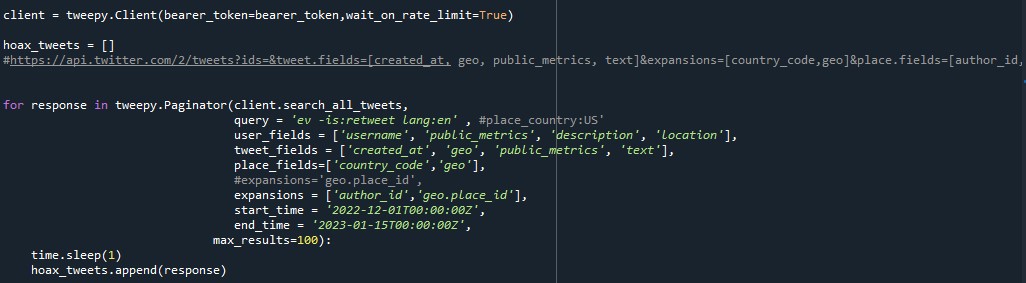 client = tweepy.Client(bearer_token=bearer_token,wait_on_rate_limit=True)
hoax_tweets = []
#https://api.twitter.com/2/tweets?ids=&tweet.fields=[created_at, geo, public_metrics, text]&expansions=[country_code,geo]&place.fields=[author_id,
for response in tweepy.Paginator(client.search_all_tweets,
query = 'ev -is:retweet lang:en' , #place_country:US'
user_fields = ['username', 'public_metrics', 'description', 'location'],
tweet_fields = ['created_at', 'geo', 'public_metrics', 'text'],
place_fields=['country_code','geo'],
#expansions='geo.place_id',
expansions = ['author_id','geo.place_id'],
start_time = '2022-12-01T00:00:00Z',
end_time = '2023-01-15T00:00:00Z',
max_results=100):
time.sleep(1)
hoax_tweets.append(response)